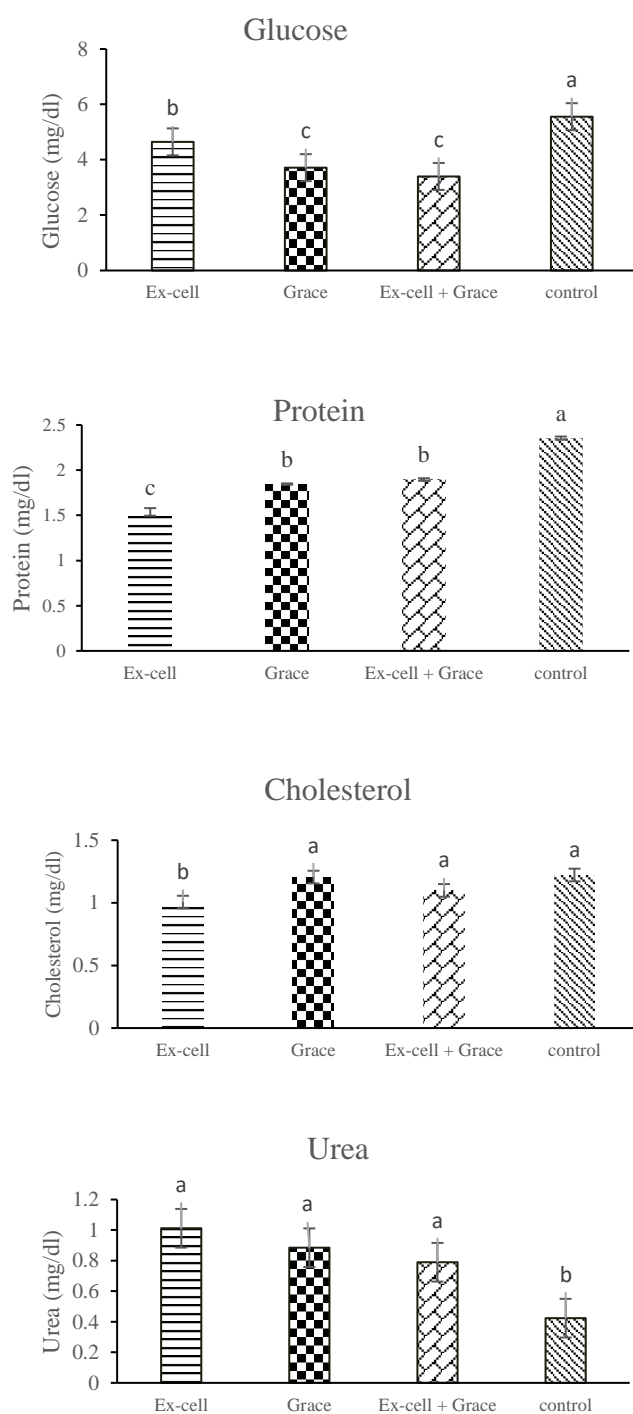 Glucose
Glucose (mg/dl)
8
6
4
2
0
b
c
c
a
Ex-cell Grace Ex-cell + Grace control
Protein
Protein (mg/dl)
2.5
2
1.5
1
0.5
0
c
b
b
a
Ex-cell Grace Ex-cell + Grace control
Cholesterol
Cholesterol (mg/dl)
1.5
1
0.5
0
b
a
a
a
Ex-cell Grace Ex-cell + Grace control
Urea
Urea (mg/dl)
1.2
1
0.8
0.6
0.4
0.2
0
a
a
a
b
Ex-cell Grace Ex-cell + Grace control